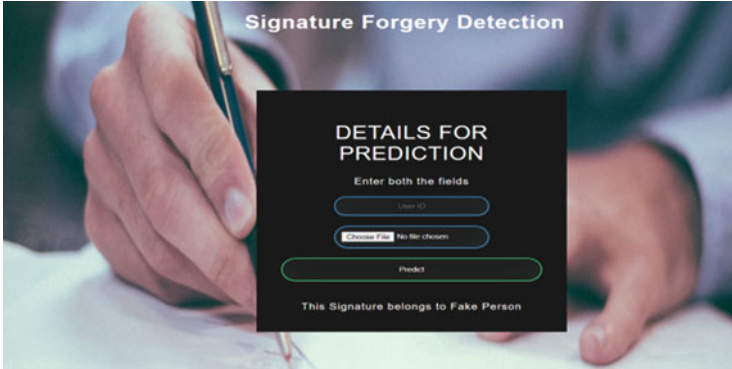 Signature Forgery Detection
DETAILS FOR
PREDICTION
Enter both the fields
User ID
Choose File No file chosen
Predict
This Signature belongs to Fake Person